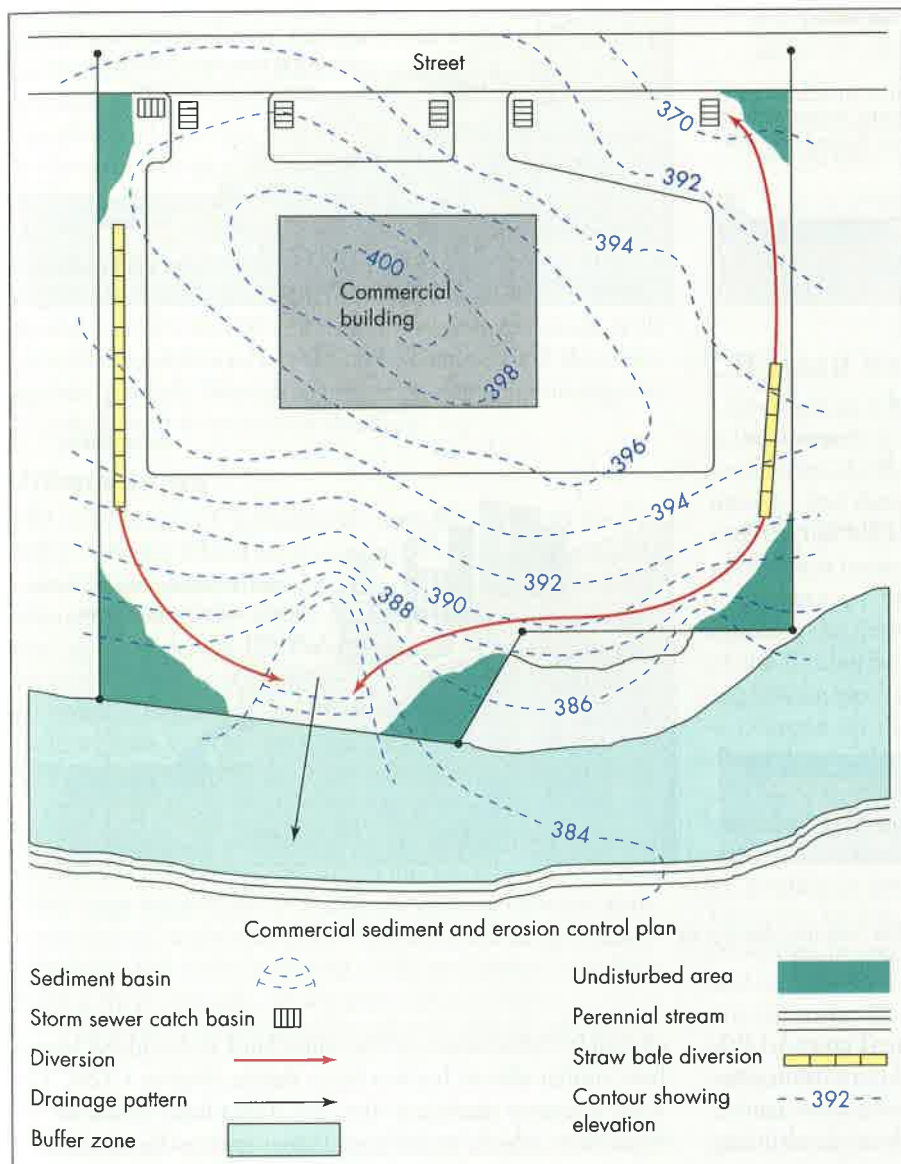 Street
370
392
394
400
Commercial
building
398
396
394
392
390
388
386
384
Commercial sediment and erosion control plan
Sediment basin
Storm sewer catch basin
Diversion
Drainage pattern
Buffer zone
Undisturbed area
Perennial stream
Straw bale diversion
Contour showing
elevation
392